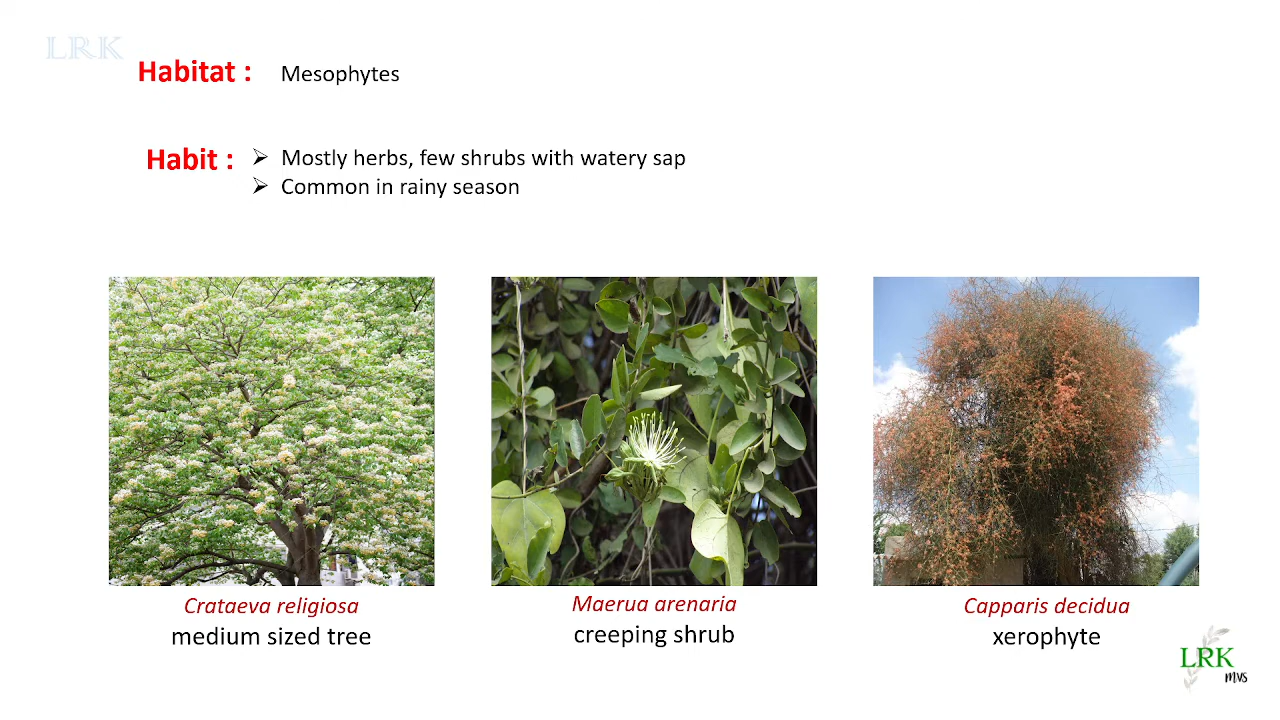 LRK
Habitat : Mesophytes
Habit : ➢ Mostly herbs, few shrubs with watery sap
➢ Common in rainy season
Crataeva religiosa
medium sized tree
Maerua arenaria
creeping shrub
Capparis decidua
xerophyte
LRK
MVS